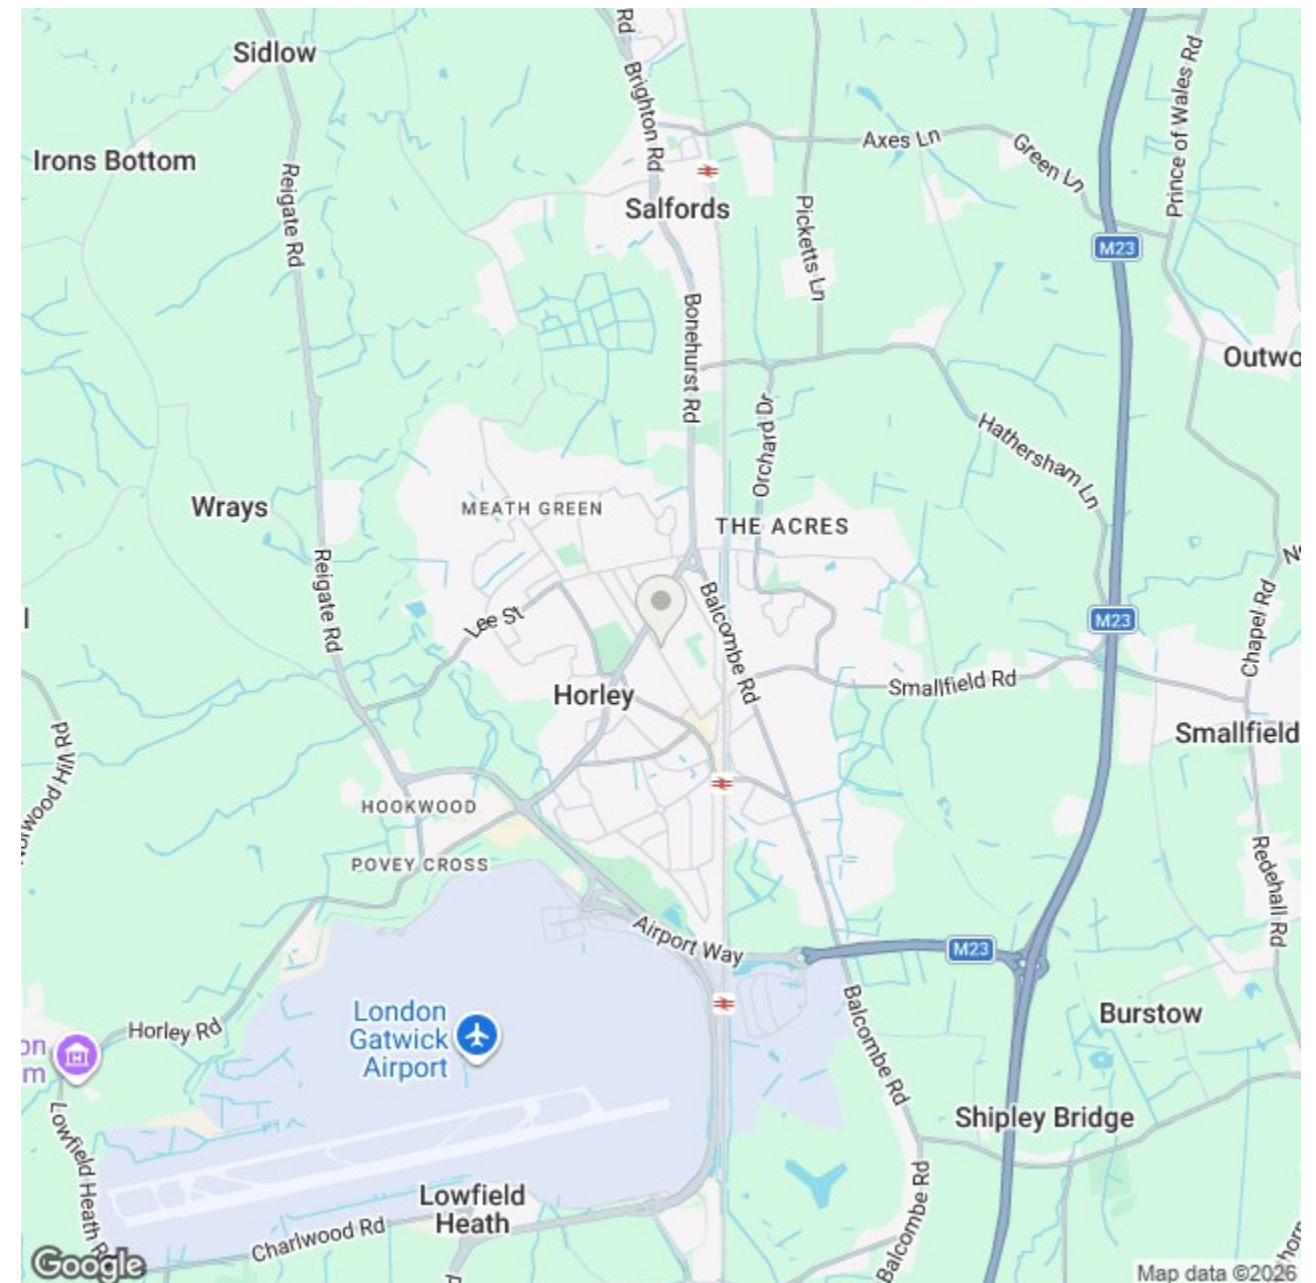 Sidlow
Rd
Brighton Rd
Prince of Wales Rd
Irons Bottom
Axes Ln
Green Ln
Reigate Rd
Salfords
Picketts Ln
M23
Bonehurst Rd
Outwo
Orchard Dr
Hathersham Ln
Wrays
MEATH GREEN
THE ACRES
Reigate Rd
Lee St
Balcombe Rd
M23
Chapel Rd
Horley
Smallfield Rd
Smallfield
Norwood Hill Rd
HOOKWOOD
POVEY CROSS
Redehall Rd
Airport Way
M23
London
Gatwick
Airport
Horley Rd
Balcombe Rd
Burstow
Lowfield Heath R
Shipley Bridge
Lowfield
Heath
Charlwood Rd
Balcombe Rd
Google
Map data ©2026